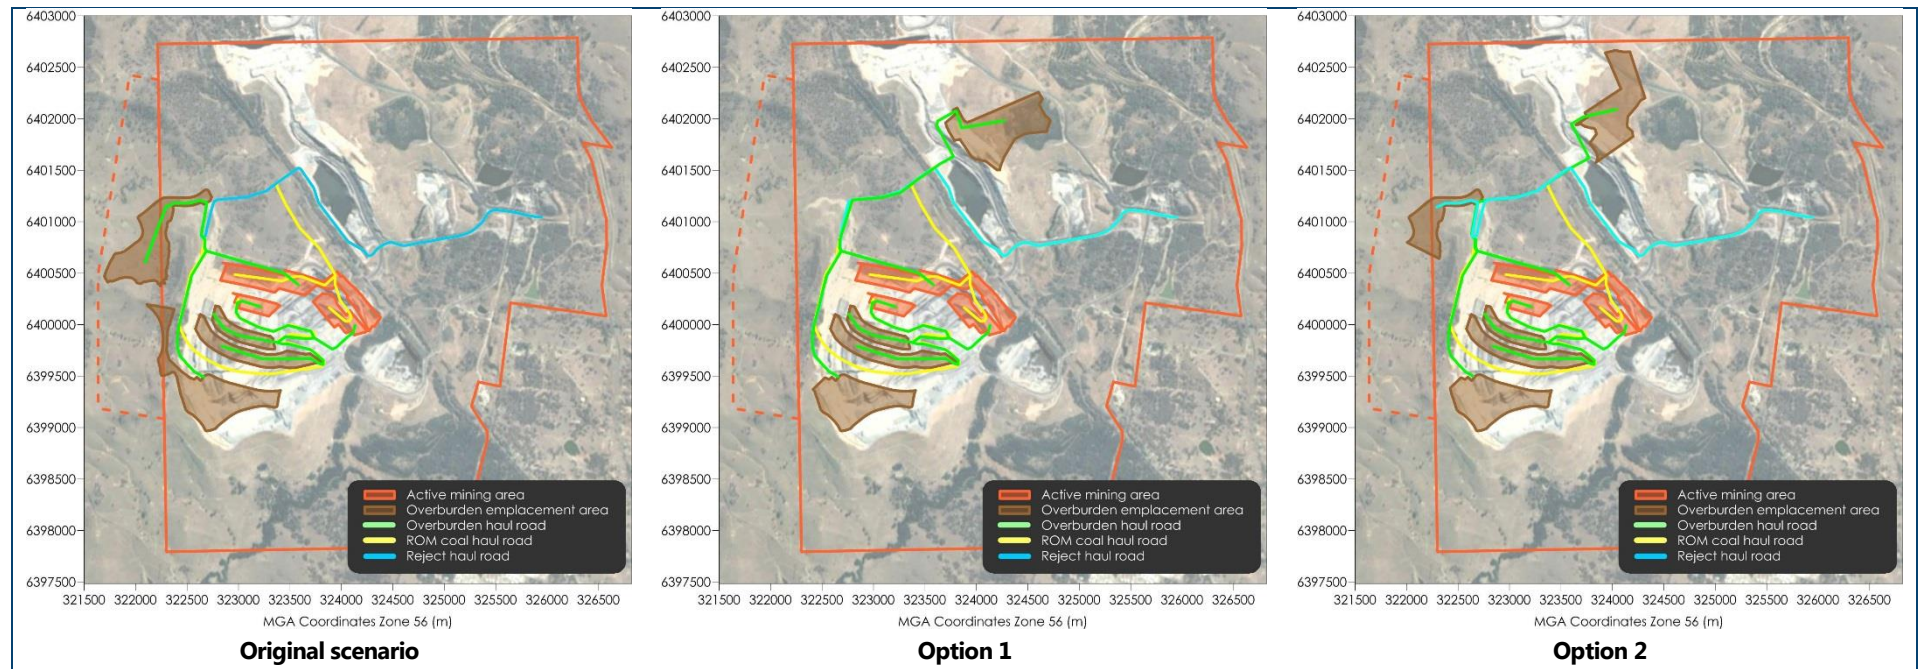 6403000
6402500
6402000
6401500
6401000
6400500
6400000
6399500
6399000
6398500
6398000
6397500
321500 322000 322500 323000 323500 324000 324500 325000 325500 326000 326500
MGA Coordinates Zone 56 (m)
Active mining area
Overburden emplacement area
Overburden haul road
ROM coal haul road
Reject haul road
Original scenario
6403000
6402500
6402000
6401500
6401000
6400500
6400000
6399500
6399000
6398500
6398000
6397500
321500 322000 322500 323000 323500 324000 324500 325000 325500 326000 326500
MGA Coordinates Zone 56 (m)
Active mining area
Overburden emplacement area
Overburden haul road
ROM coal haul road
Reject haul road
Option 1
6403000
6402500
6402000
6401500
6401000
6400500
6400000
6399500
6399000
6398500
6398000
6397500
321500 322000 322500 323000 323500 324000 324500 325000 325500 326000 326500
MGA Coordinates Zone 56 (m)
Active mining area
Overburden emplacement area
Overburden haul road
ROM coal haul road
Reject haul road
Option 2